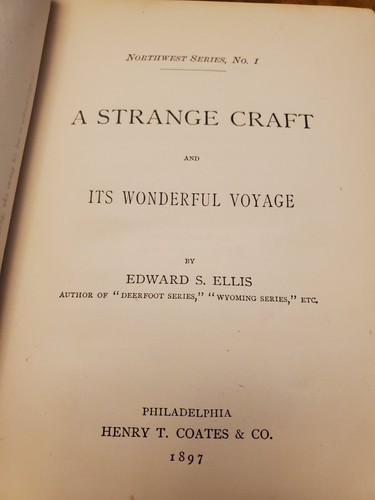 NORTHWEST SERIES, NO. 1
A STRANGE CRAFT
AND
ITS WONDERFUL VOYAGE
BY
EDWARD S. ELLIS
AUTHOR OF "DEERFOOT SERIES," "WYOMING SERIES," ETC.
PHILADELPHIA
HENRY T. COATES & CO.
1897